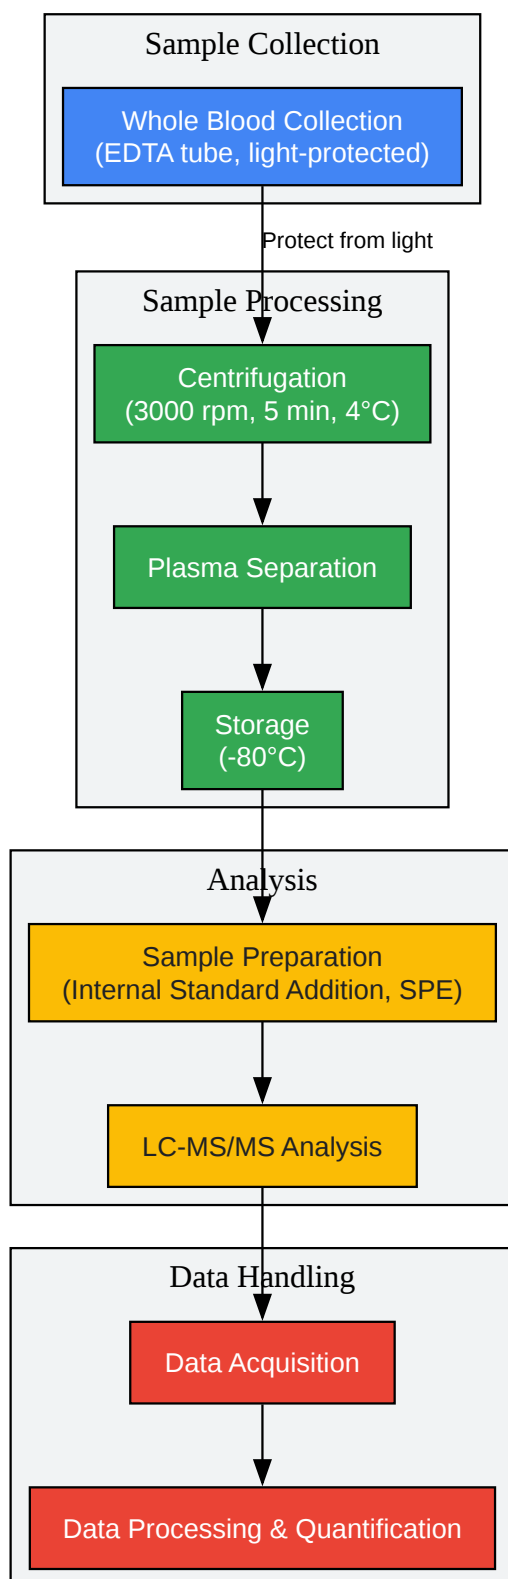 Sample Collection
Whole Blood Collection
(EDTA tube, light-protected)
Protect from light
Sample Processing
Centrifugation
(3000 rpm, 5 min, 4°C)
Plasma Separation
Storage
(-80°C)
Analysis
Sample Preparation
(Internal Standard Addition, SPE)
LC-MS/MS Analysis
Data Handling
Data Acquisition
Data Processing & Quantification